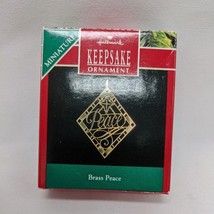 MINIATURE
Hallmark
KEEPSAKE
ORNAMENT
Peace
Brass Peace